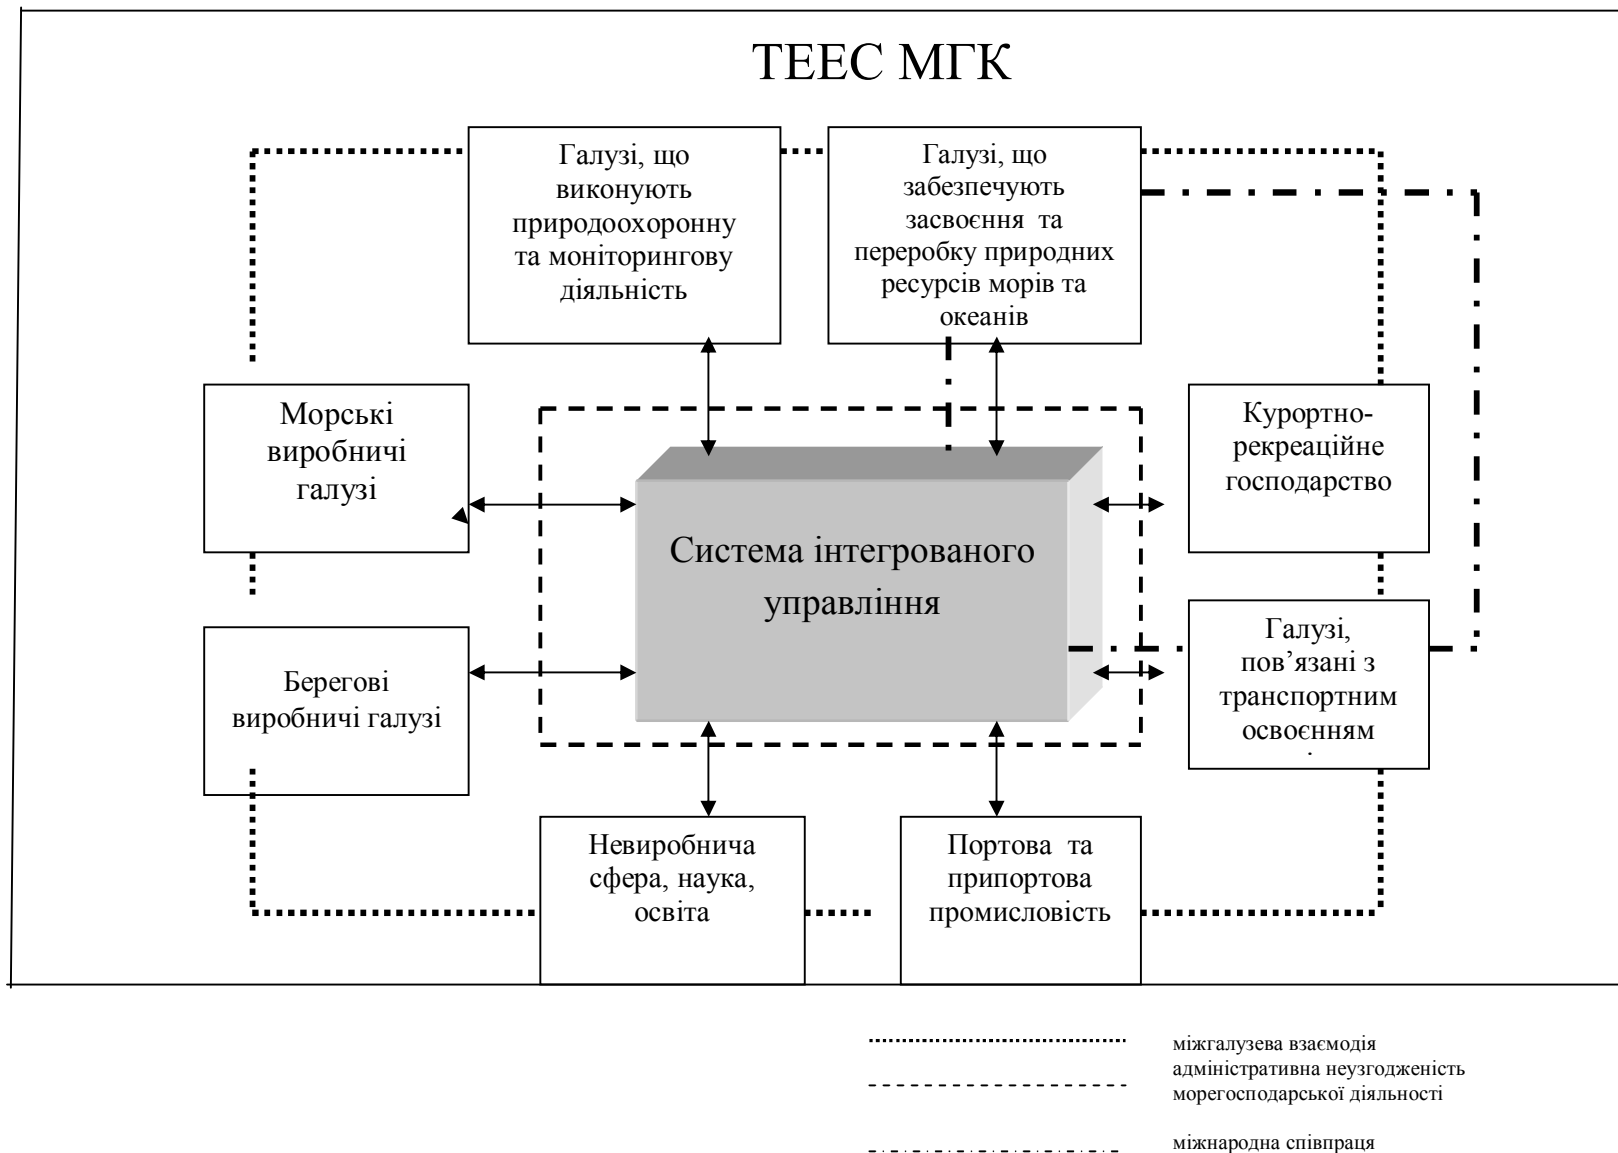 ТЕЕС МГК
Галузі, що
виконують
природоохоронну
та моніторингову
діяльність
Галузі, що
забезпечують
засвоєння та
переробку природних
ресурсів морів та
океанів
Морські
виробничі
галузі
Курортно-
рекреаційне
господарство
Система інтегрованого
управління
Берегові
виробничі галузі
Галузі,
пов’язані з
транспортним
освоєнням
Невиробнича
сфера, наука,
освіта
Портова та
припортова
промисловість
міжгалузева взаємодія
адміністративна неузгодженість
морегосподарської діяльності
міжнародна співпраця